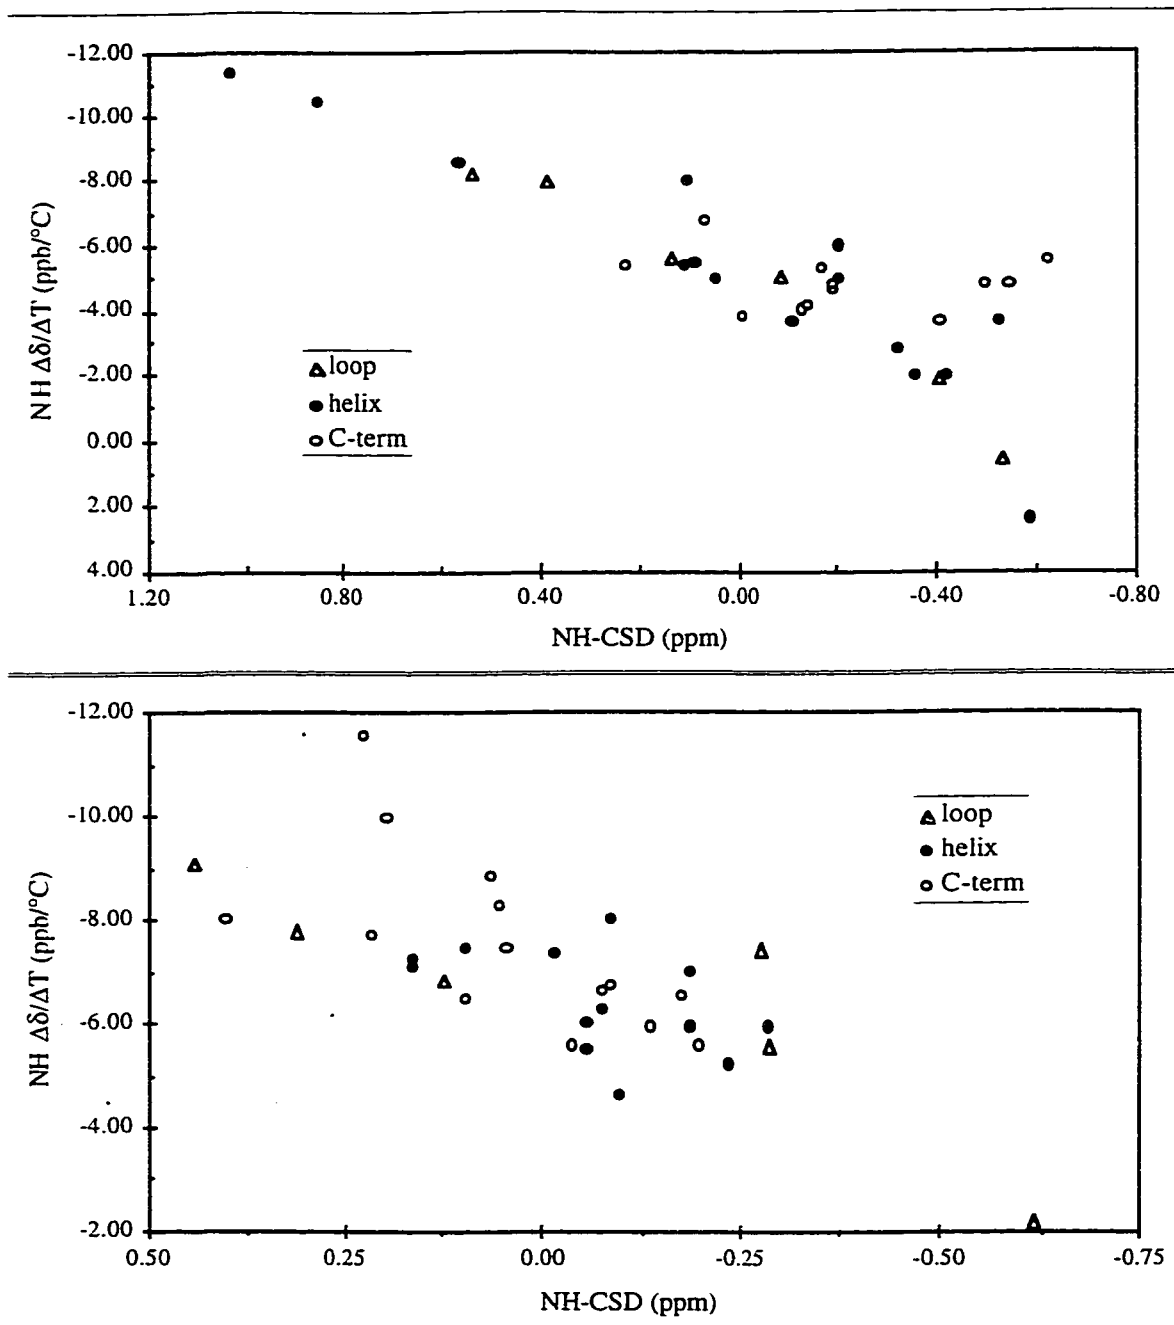 -12.00
-10.00
-8.00
-6.00
-4.00
-2.00
0.00
2.00
4.00
NH Δδ/ΔT (ppb/°C)
loop
helix
C-term
1.20 0.80 0.40 0.00 -0.40 -0.80
NH-CSD (ppm)
-12.00
-10.00
-8.00
-6.00
-4.00
-2.00
NH Δδ/ΔT (ppb/°C)
loop
helix
C-term
0.50 0.25 0.00 -0.25 -0.50 -0.75
NH-CSD (ppm)